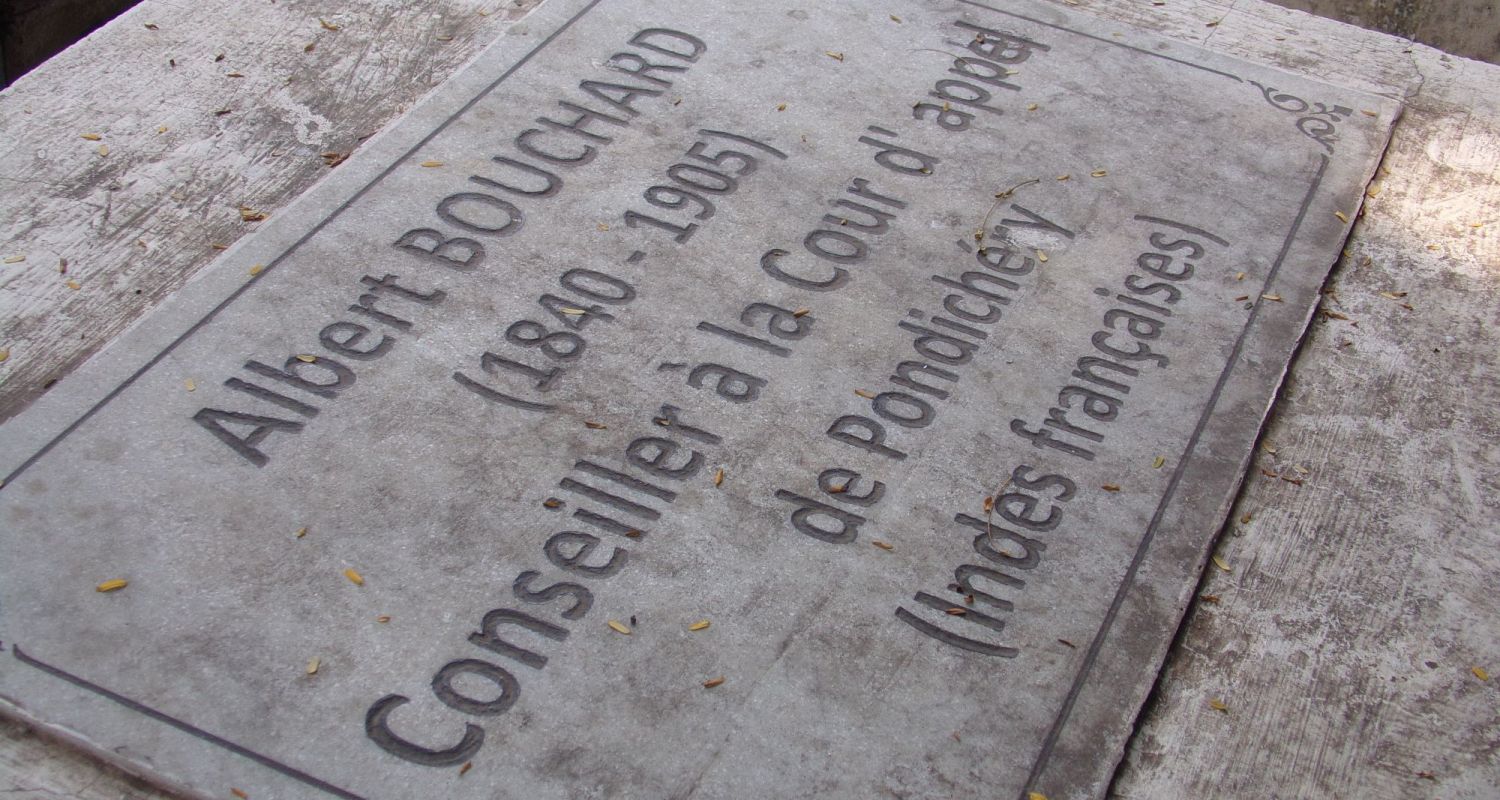 Albert BOUCHARD
(1840 - 1905)
Conseiller à la Cour d' appel
de Pondichéry
(Indes françaises)